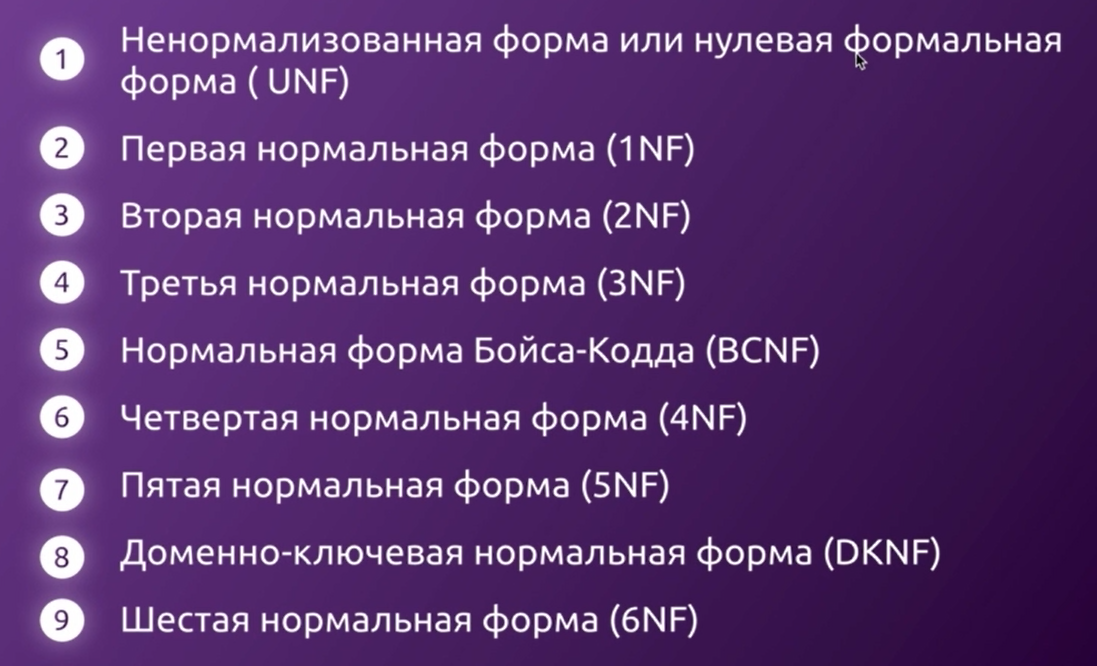 1 Ненормализованная форма или нулевая формальная
форма ( UNF)
2 Первая нормальная форма (1NF)
3 Вторая нормальная форма (2NF)
4 Третья нормальная форма (3NF)
5 Нормальная форма Бойса-Кодда (BCNF)
6 Четвертая нормальная форма (4NF)
7 Пятая нормальная форма (5NF)
8 Доменно-ключевая нормальная форма (DKNF)
9 Шестая нормальная форма (6NF)